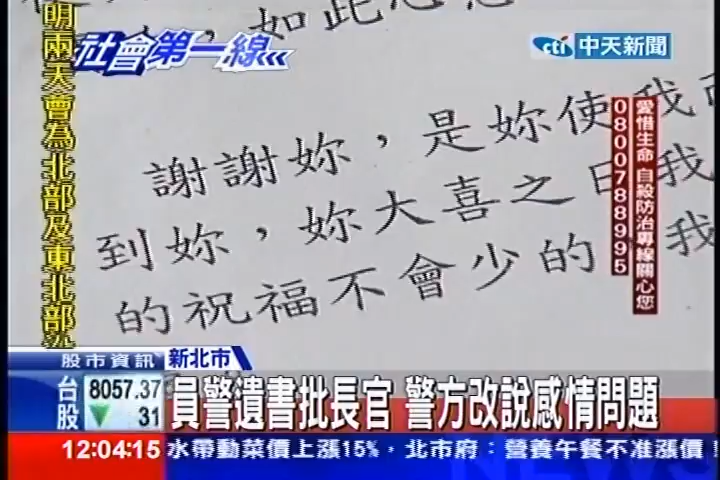 明兩天會為北部及東北部
社會第一線
cti 中天新聞
，如此
謝謝妳，是妳使我
到妳，妳大喜之日我
的祝福不會少的 我
愛惜生命 自殺防治專線關心您
0800788995
股市資訊 新北市
台股 8057.37
▼ 31
員警遺書批長官 警方改說感情問題
12:04:15 水帶動菜價上漲15%，北市府：營養午餐不准漲價！